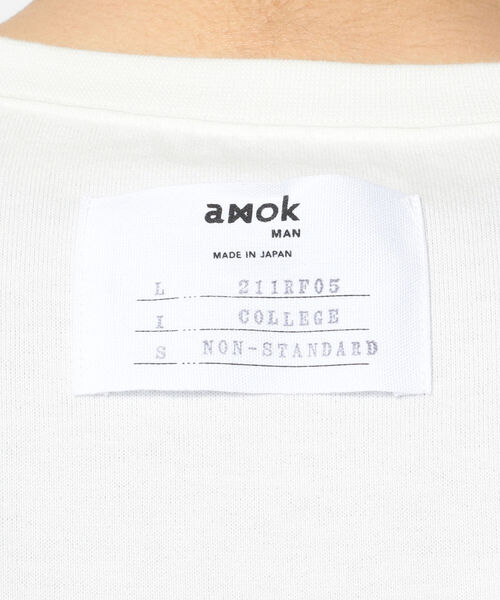 amok
MAN
MADE IN JAPAN
L 211RF05
I COLLEGE
S NON-STANDARD